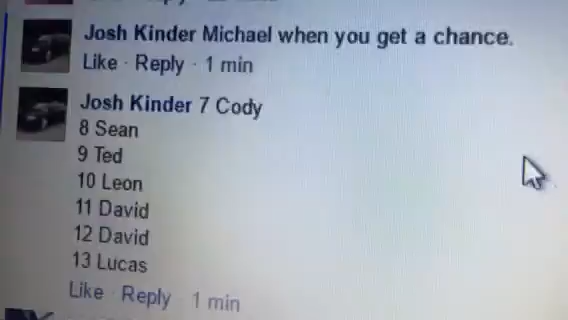 Josh Kinder Michael when you get a chance.
Like · Reply · 1 min
Josh Kinder 7 Cody
8 Sean
9 Ted
10 Leon
11 David
12 David
13 Lucas
Like · Reply · 1 min